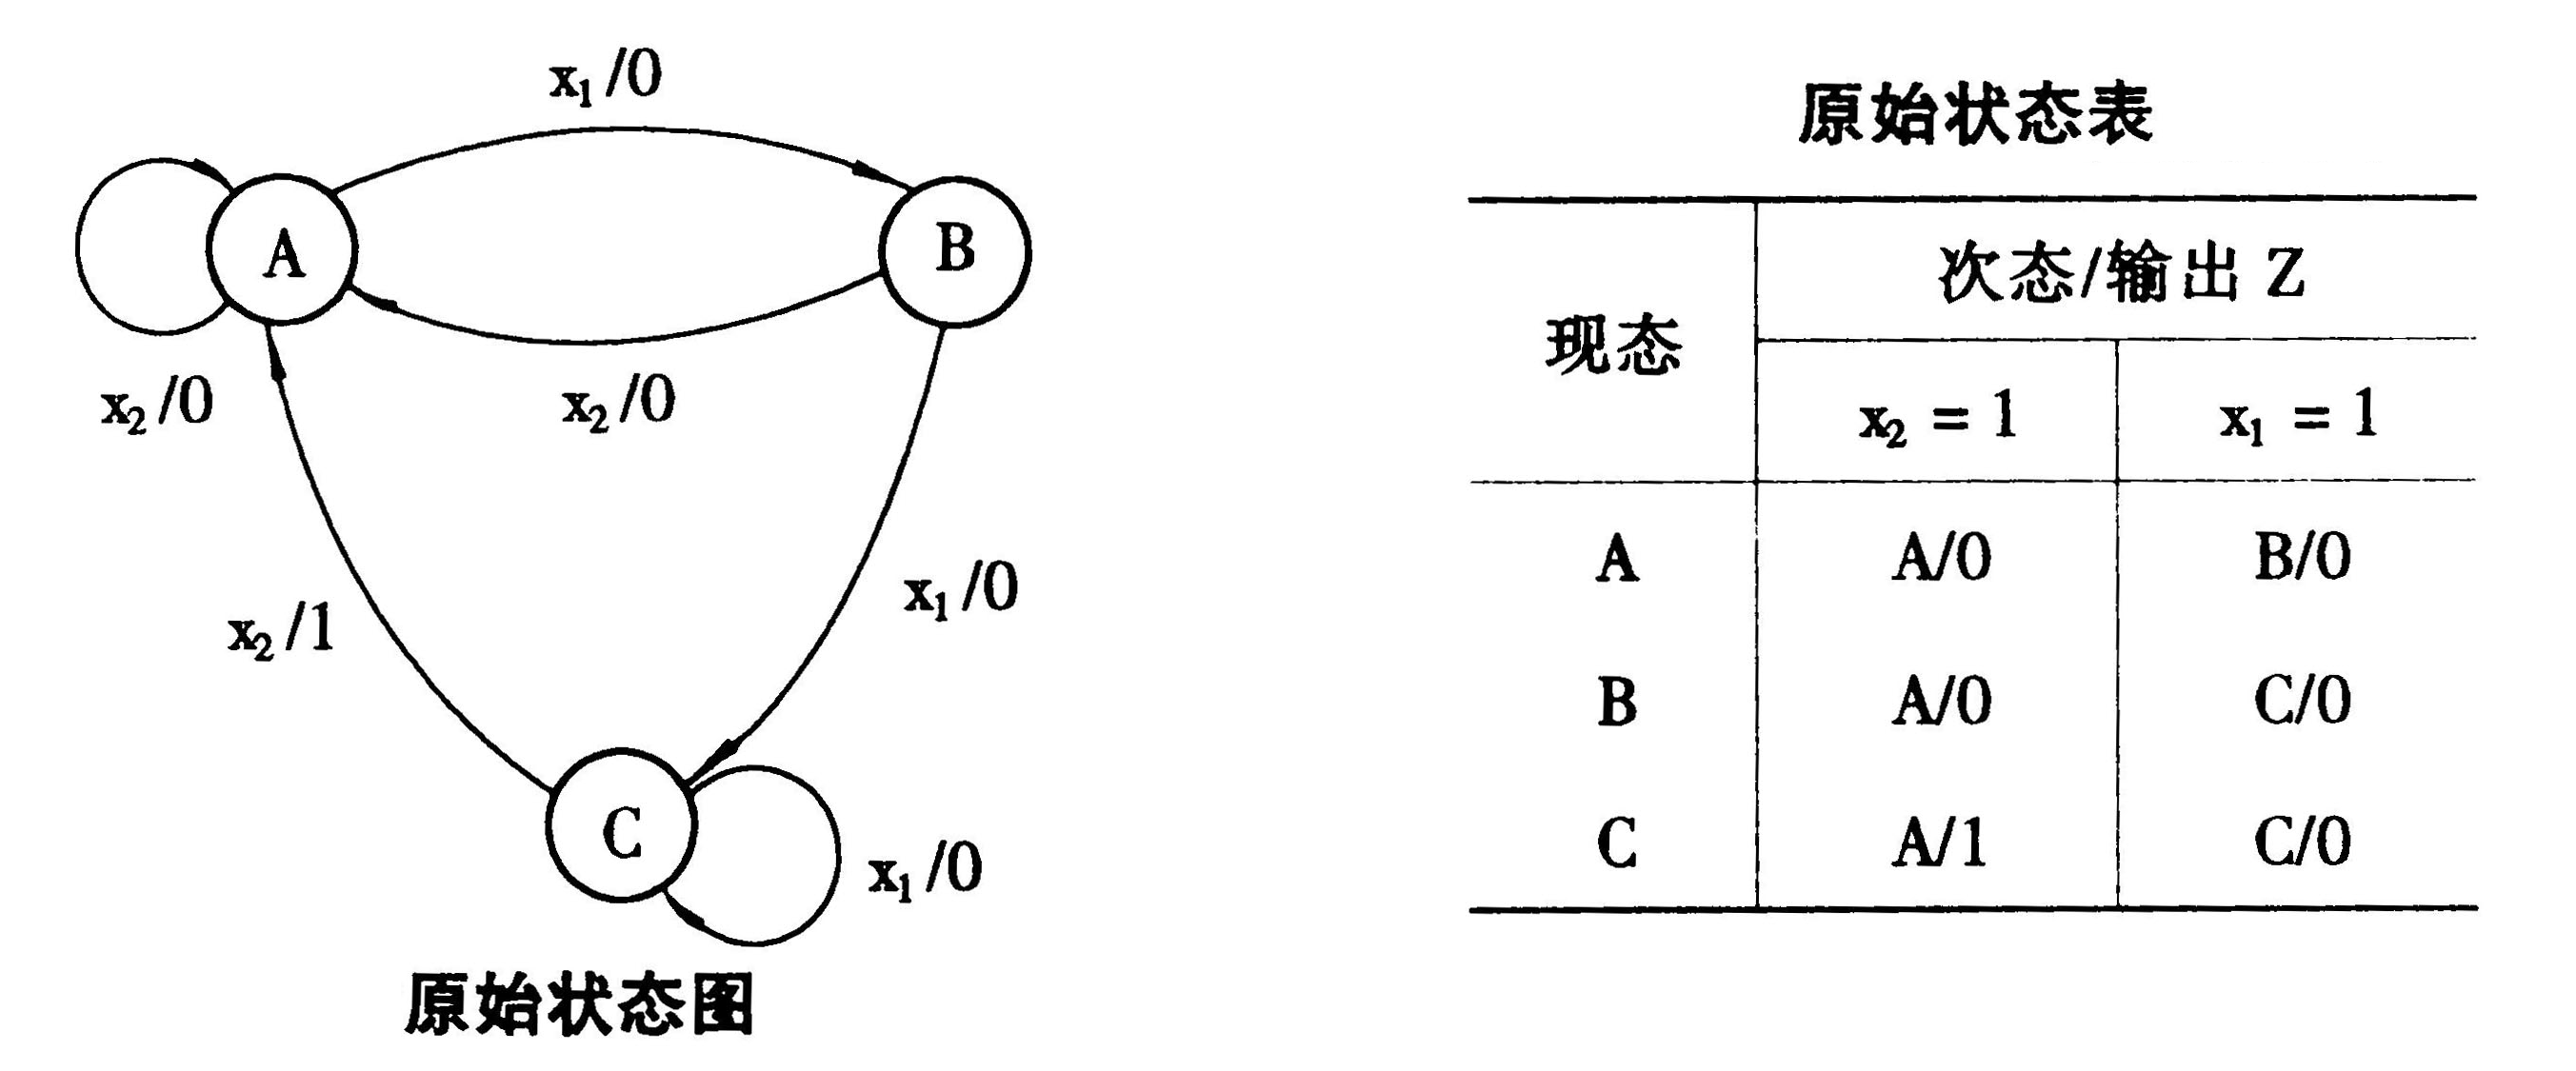 x₁/0
A
B
x₂/0
x₂/0
x₂/1
x₁/0
C
x₁/0
原始状态图
原始状态表
现态
次态/输出 Z
x₂ = 1 x₁ = 1
A A/0 B/0
B A/0 C/0
C A/1 C/0